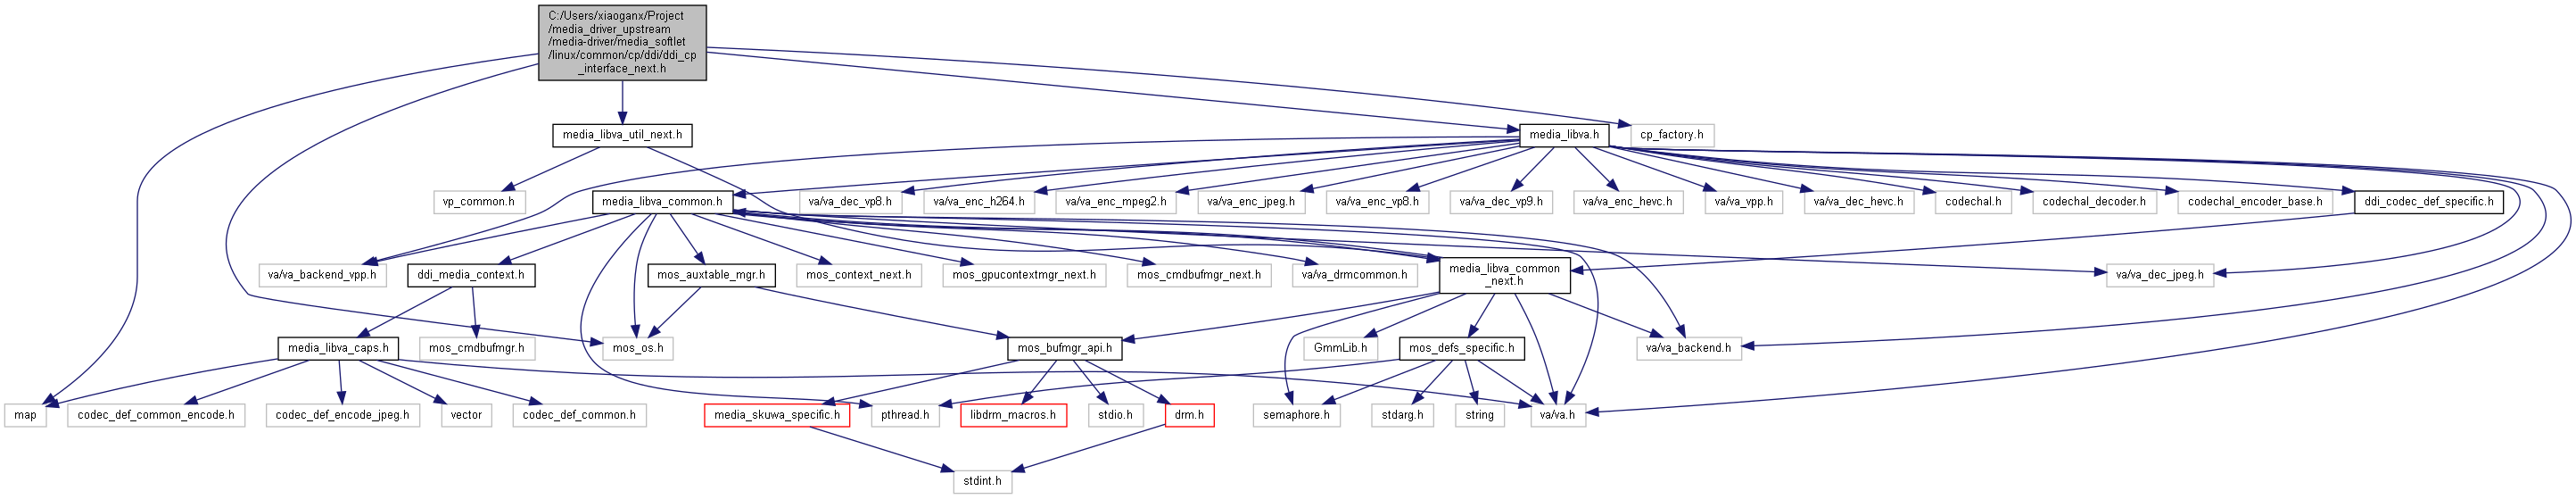 C:/Users/xiaoganx/Project
/media_driver_upstream
/media-driver/media_softlet
/linux/common/cp/ddi/ddi_cp
_interface_next.h
media_libva_util_next.h
media_libva.h
cp_factory.h
vp_common.h
media_libva_common.h
va/va_dec_vp8.h
va/va_enc_h264.h
va/va_enc_mpeg2.h
va/va_enc_jpeg.h
va/va_enc_vp8.h
va/va_dec_vp9.h
va/va_enc_hevc.h
va/va_vpp.h
va/va_dec_hevc.h
codechal.h
codechal_decoder.h
codechal_encoder_base.h
ddi_codec_def_specific.h
va/va_backend_vpp.h
ddi_media_context.h
mos_auxtable_mgr.h
mos_context_next.h
mos_gpucontextmgr_next.h
mos_cmdbufmgr_next.h
va/va_drmcommon.h
media_libva_common
_next.h
va/va_dec_jpeg.h
media_libva_caps.h
mos_cmdbufmgr.h
mos_os.h
mos_bufmgr_api.h
GmmLib.h
mos_defs_specific.h
va/va_backend.h
map
codec_def_common_encode.h
codec_def_encode_jpeg.h
vector
codec_def_common.h
media_skuwa_specific.h
pthread.h
libdrm_macros.h
stdio.h
drm.h
semaphore.h
stdarg.h
string
va/va.h
stdint.h